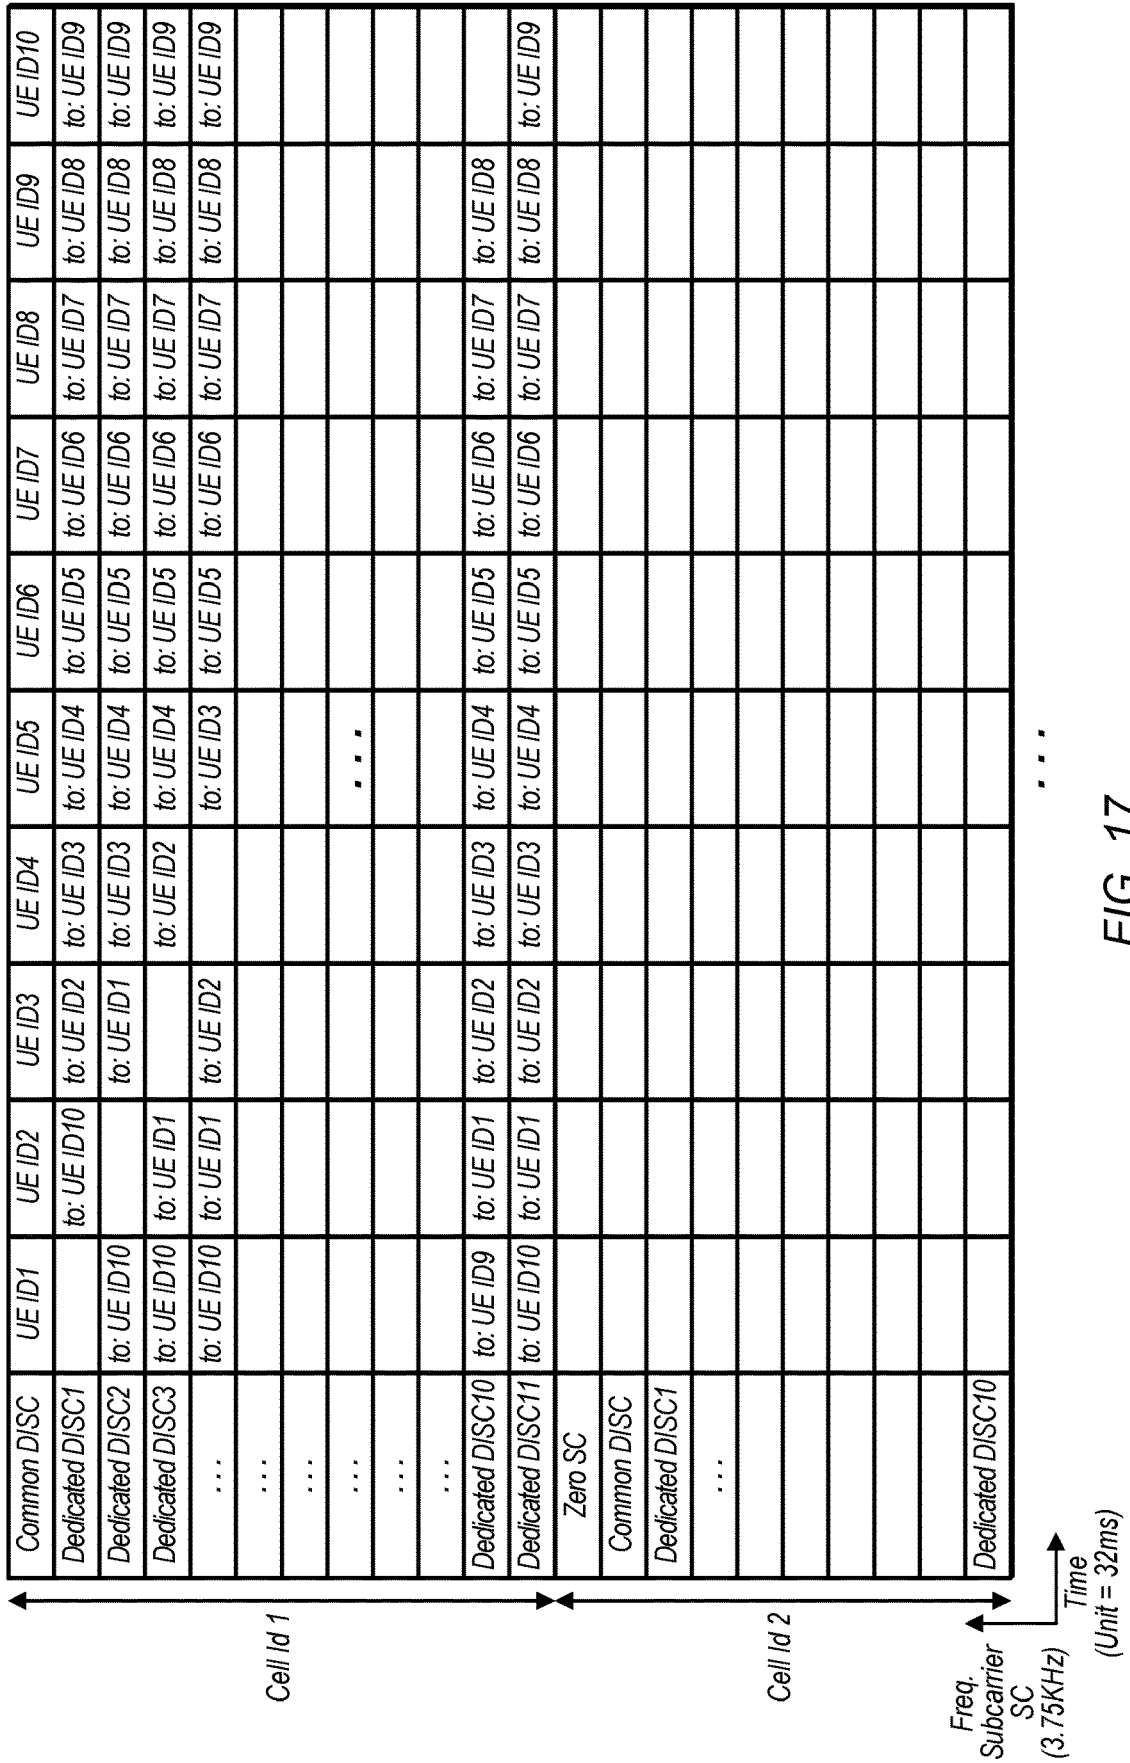 Common DISC UE ID1 UE ID2 UE ID3 UE ID4 UE ID5 UE ID6 UE ID7 UE ID8 UE ID9 UE ID10
Dedicated DISC1 to: UE ID10 to: UE ID2 to: UE ID3 to: UE ID4 to: UE ID5 to: UE ID6 to: UE ID7 to: UE ID8 to: UE ID9
Dedicated DISC2 to: UE ID10 to: UE ID1 to: UE ID3 to: UE ID4 to: UE ID5 to: UE ID6 to: UE ID7 to: UE ID8 to: UE ID9
Dedicated DISC3 to: UE ID10 to: UE ID1 to: UE ID2 to: UE ID4 to: UE ID5 to: UE ID6 to: UE ID7 to: UE ID8 to: UE ID9
... to: UE ID10 to: UE ID1 to: UE ID2 to: UE ID3 to: UE ID5 to: UE ID6 to: UE ID7 to: UE ID8 to: UE ID9
...
Cell Id 1
...
... ...
...
...
Dedicated DISC10 to: UE ID9 to: UE ID1 to: UE ID2 to: UE ID3 to: UE ID4 to: UE ID5 to: UE ID6 to: UE ID7 to: UE ID8
Dedicated DISC11 to: UE ID10 to: UE ID1 to: UE ID2 to: UE ID3 to: UE ID4 to: UE ID5 to: UE ID6 to: UE ID7 to: UE ID8 to: UE ID9
Zero SC
Common DISC
Dedicated DISC1
...
Cell Id 2
Dedicated DISC10
Freq.
Subcarrier
SC
(3.75KHz)
Time
(Unit = 32ms)
...
FIG. 17